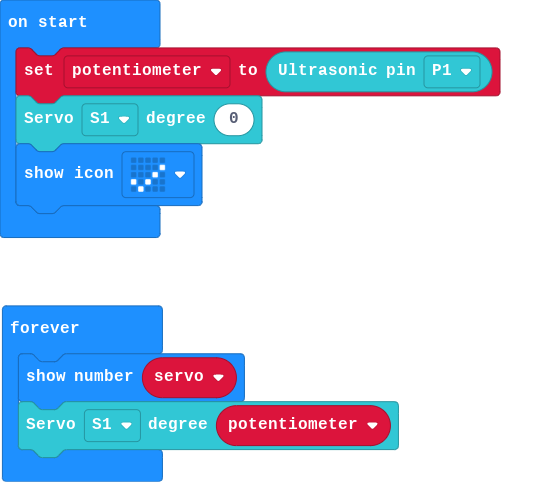 on start
set potentiometer to Ultrasonic pin P1
Servo S1 degree 0
show icon
forever
show number servo
Servo S1 degree potentiometer